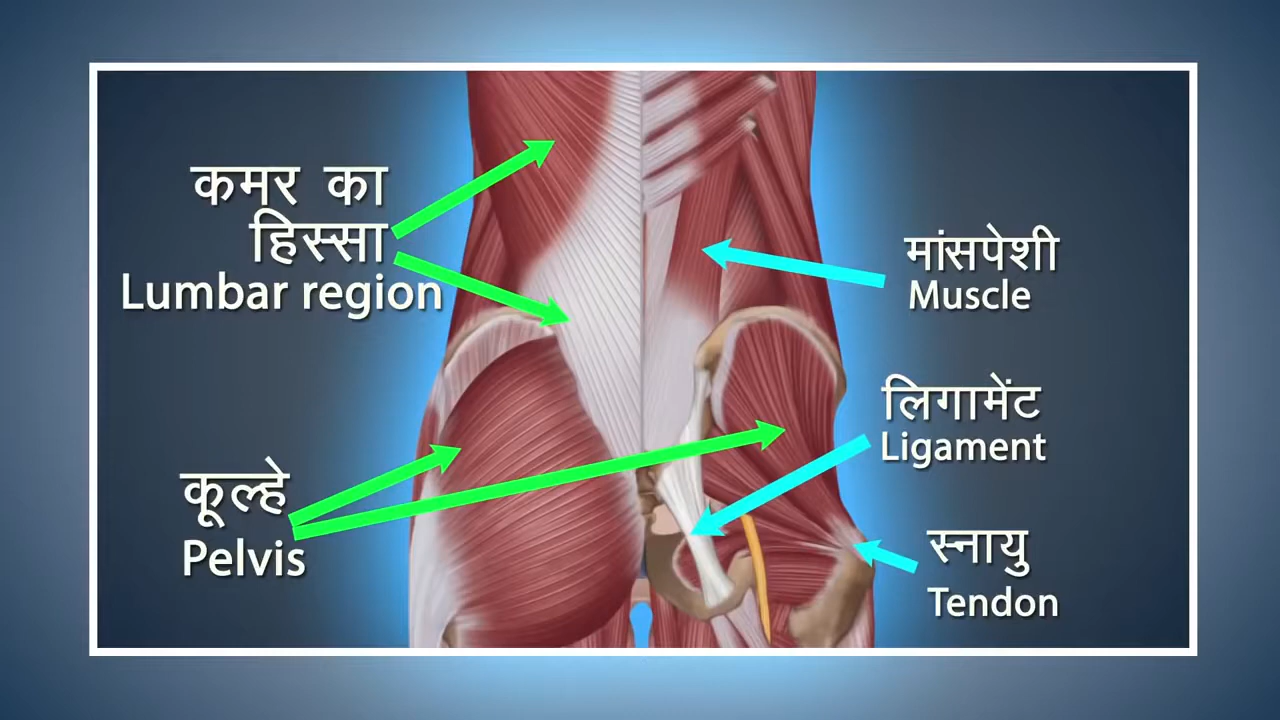 कमर का
हिस्सा
Lumbar region
कूल्हे
Pelvis
मांसपेशी
Muscle
लिगामेंट
Ligament
स्नायु
Tendon